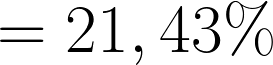 = 21, 43%